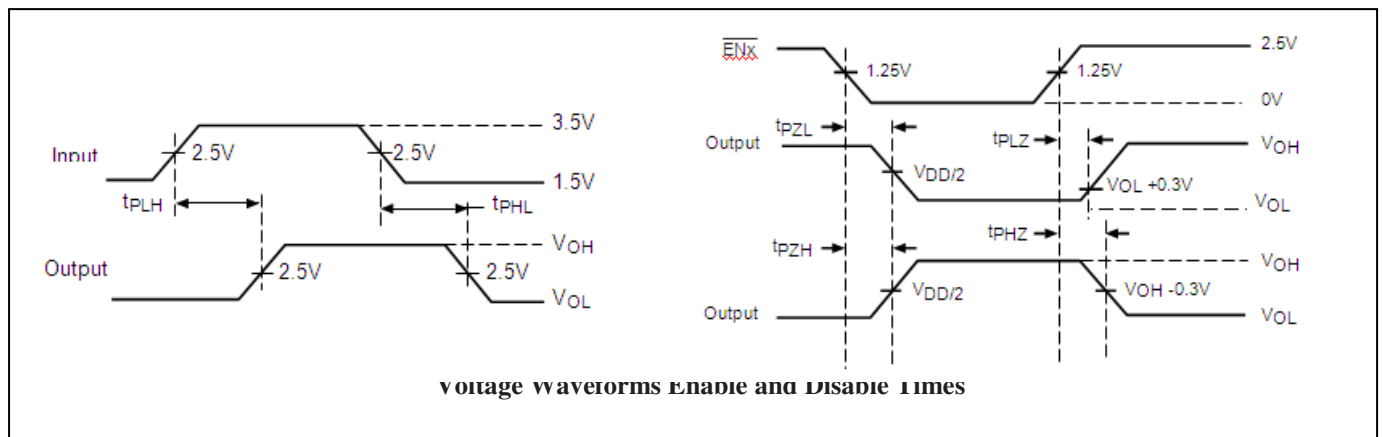 Input
2.5V
2.5V
3.5V
1.5V
tPLH
tPHL
Output
2.5V
2.5V
VOH
VOL
ENx
1.25V
1.25V
2.5V
0V
Output
tPZL
VDD/2
tPLZ
VOL +0.3V
VOH
VOL
tPZH
VDD/2
tPHZ
VOH -0.3V
VOH
Output
VOL
Voltage Waveforms Enable and Disable Times